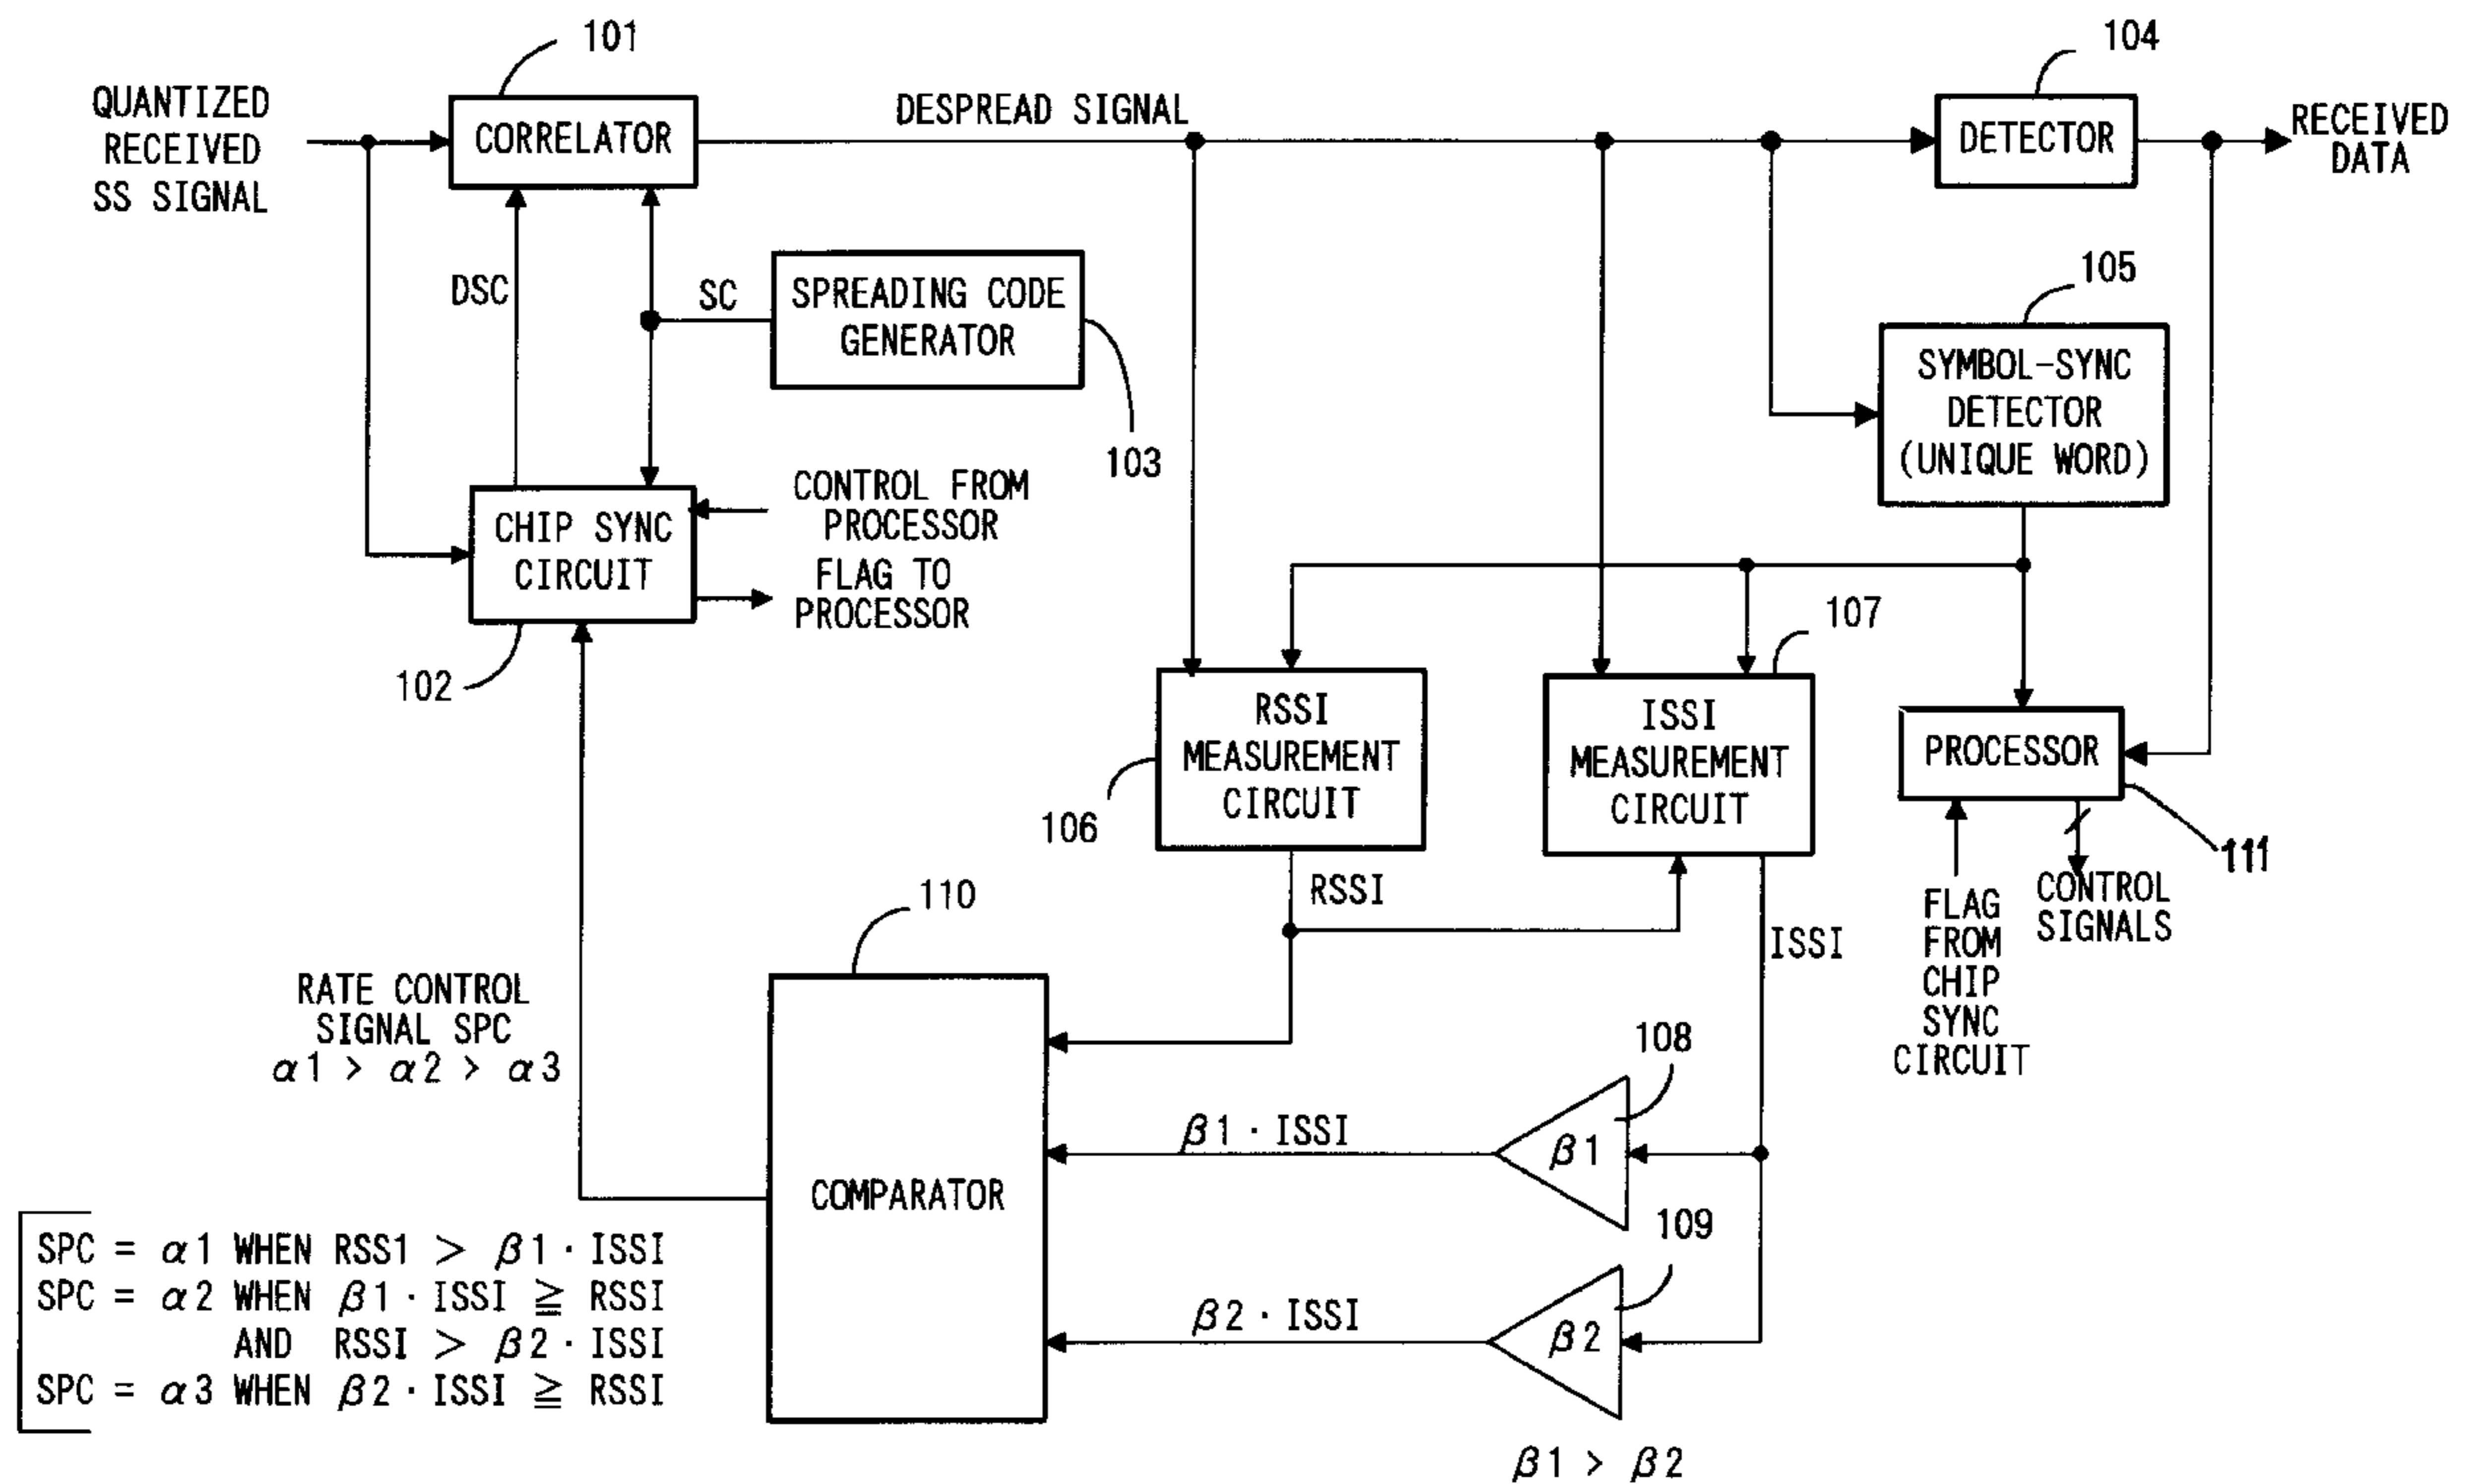 101
104
QUANTIZED
RECEIVED
SS SIGNAL
CORRELATOR
DESPREAD SIGNAL
DETECTOR
RECEIVED
DATA
DSC
SC
SPREADING CODE
GENERATOR
103
105
SYMBOL-SYNC
DETECTOR
(UNIQUE WORD)
CHIP SYNC
CIRCUIT
CONTROL FROM
PROCESSOR
FLAG TO
PROCESSOR
102
107
RSSI
MEASUREMENT
CIRCUIT
106
ISSI
MEASUREMENT
CIRCUIT
PROCESSOR
111
RSSI
ISSI
FLAG
FROM
CHIP
SYNC
CIRCUIT
CONTROL
SIGNALS
110
RATE CONTROL
SIGNAL SPC
α1 > α2 > α3
COMPARATOR
108
β1·ISSI
β1
109
β2·ISSI
β2
β1 > β2
SPC = α1 WHEN RSS1 > β1·ISSI
SPC = α2 WHEN β1·ISSI ≧ RSSI
AND RSSI > β2·ISSI
SPC = α3 WHEN β2·ISSI ≧ RSSI